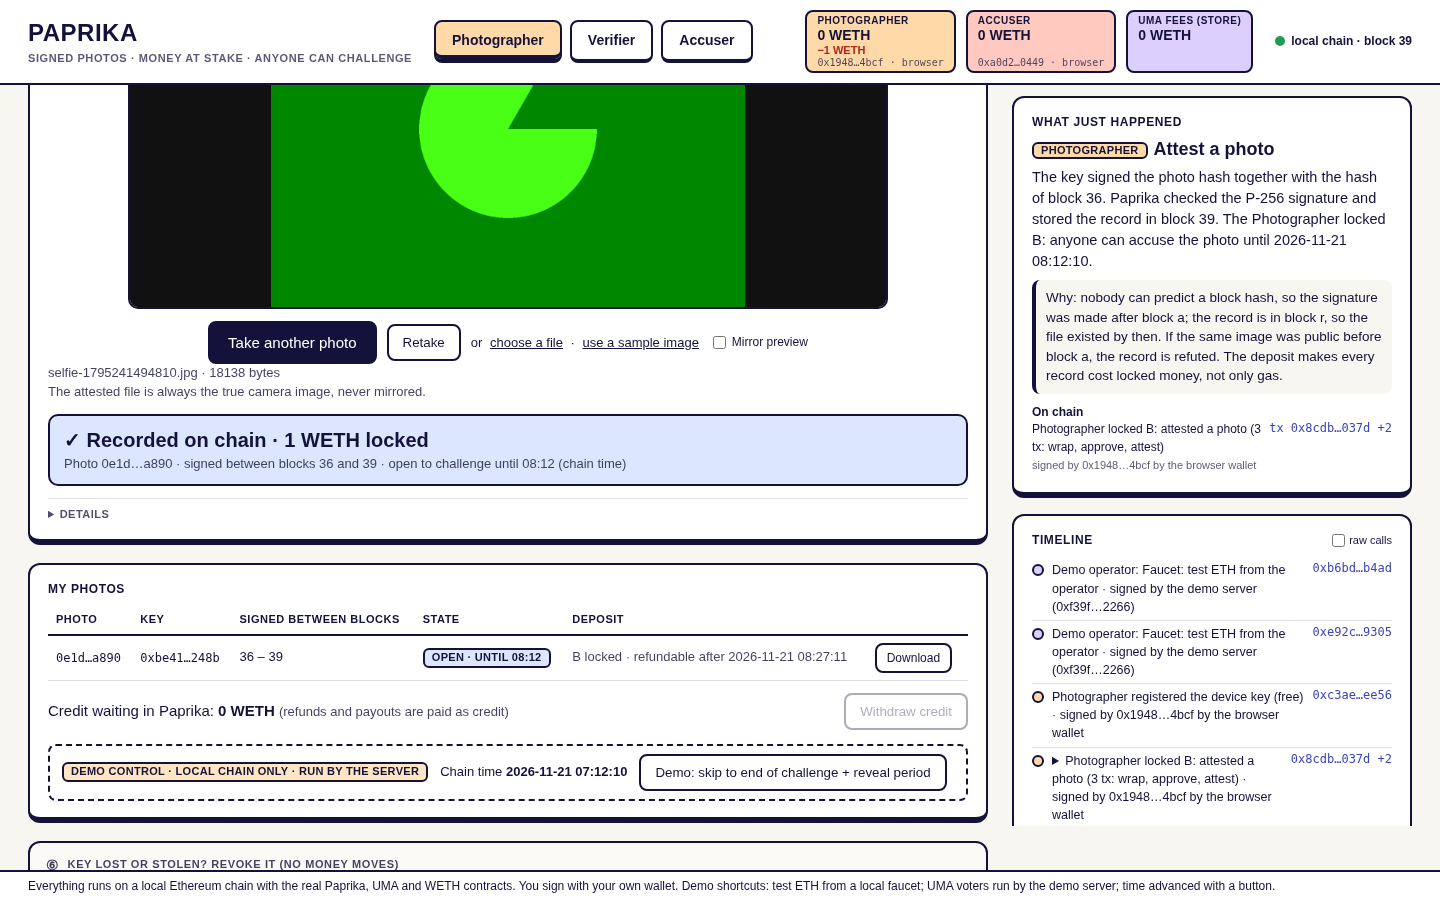 PAPRIKA
SIGNED PHOTOS · MONEY AT STAKE · ANYONE CAN CHALLENGE
Photographer
Verifier
Accuser
PHOTOGRAPHER
0 WETH
−1 WETH
0x1948…4bcf · browser
ACCUSER
0 WETH
0xa0d2…0449 · browser
UMA FEES (STORE)
0 WETH
local chain · block 39
Take another photo
Retake
or choose a file · use a sample image
Mirror preview
selfie-1795241494810.jpg · 18138 bytes
The attested file is always the true camera image, never mirrored.
✓ Recorded on chain · 1 WETH locked
Photo 0e1d…a890 · signed between blocks 36 and 39 · open to challenge until 08:12 (chain time)
DETAILS
MY PHOTOS
PHOTO KEY SIGNED BETWEEN BLOCKS STATE DEPOSIT
0e1d…a890 0xbe41…248b 36 – 39 OPEN · UNTIL 08:12 B locked · refundable after 2026-11-21 08:27:11 Download
Credit waiting in Paprika: 0 WETH (refunds and payouts are paid as credit)
Withdraw credit
DEMO CONTROL · LOCAL CHAIN ONLY · RUN BY THE SERVER
Chain time 2026-11-21 07:12:10
Demo: skip to end of challenge + reveal period
⑥ KEY LOST OR STOLEN? REVOKE IT (NO MONEY MOVES)
WHAT JUST HAPPENED
PHOTOGRAPHER Attest a photo
The key signed the photo hash together with the hash
of block 36. Paprika checked the P-256 signature and
stored the record in block 39. The Photographer locked
B: anyone can accuse the photo until 2026-11-21
08:12:10.
Why: nobody can predict a block hash, so the signature
was made after block a; the record is in block r, so the
file existed by then. If the same image was public before
block a, the record is refuted. The deposit makes every
record cost locked money, not only gas.
On chain
Photographer locked B: attested a photo (3 tx 0x8cdb…037d +2
tx: wrap, approve, attest)
signed by 0x1948…4bcf by the browser wallet
TIMELINE
raw calls
Demo operator: Faucet: test ETH from the 0xb6bd…b4ad
operator · signed by the demo server
(0xf39f…2266)
Demo operator: Faucet: test ETH from the 0xe92c…9305
operator · signed by the demo server
(0xf39f…2266)
Photographer registered the device key (free) 0xc3ae…ee56
· signed by 0x1948…4bcf by the browser
wallet
Photographer locked B: attested a 0x8cdb…037d +2
photo (3 tx: wrap, approve, attest) ·
signed by 0x1948…4bcf by the browser
wallet
Everything runs on a local Ethereum chain with the real Paprika, UMA and WETH contracts. You sign with your own wallet. Demo shortcuts: test ETH from a local faucet; UMA voters run by the demo server; time advanced with a button.